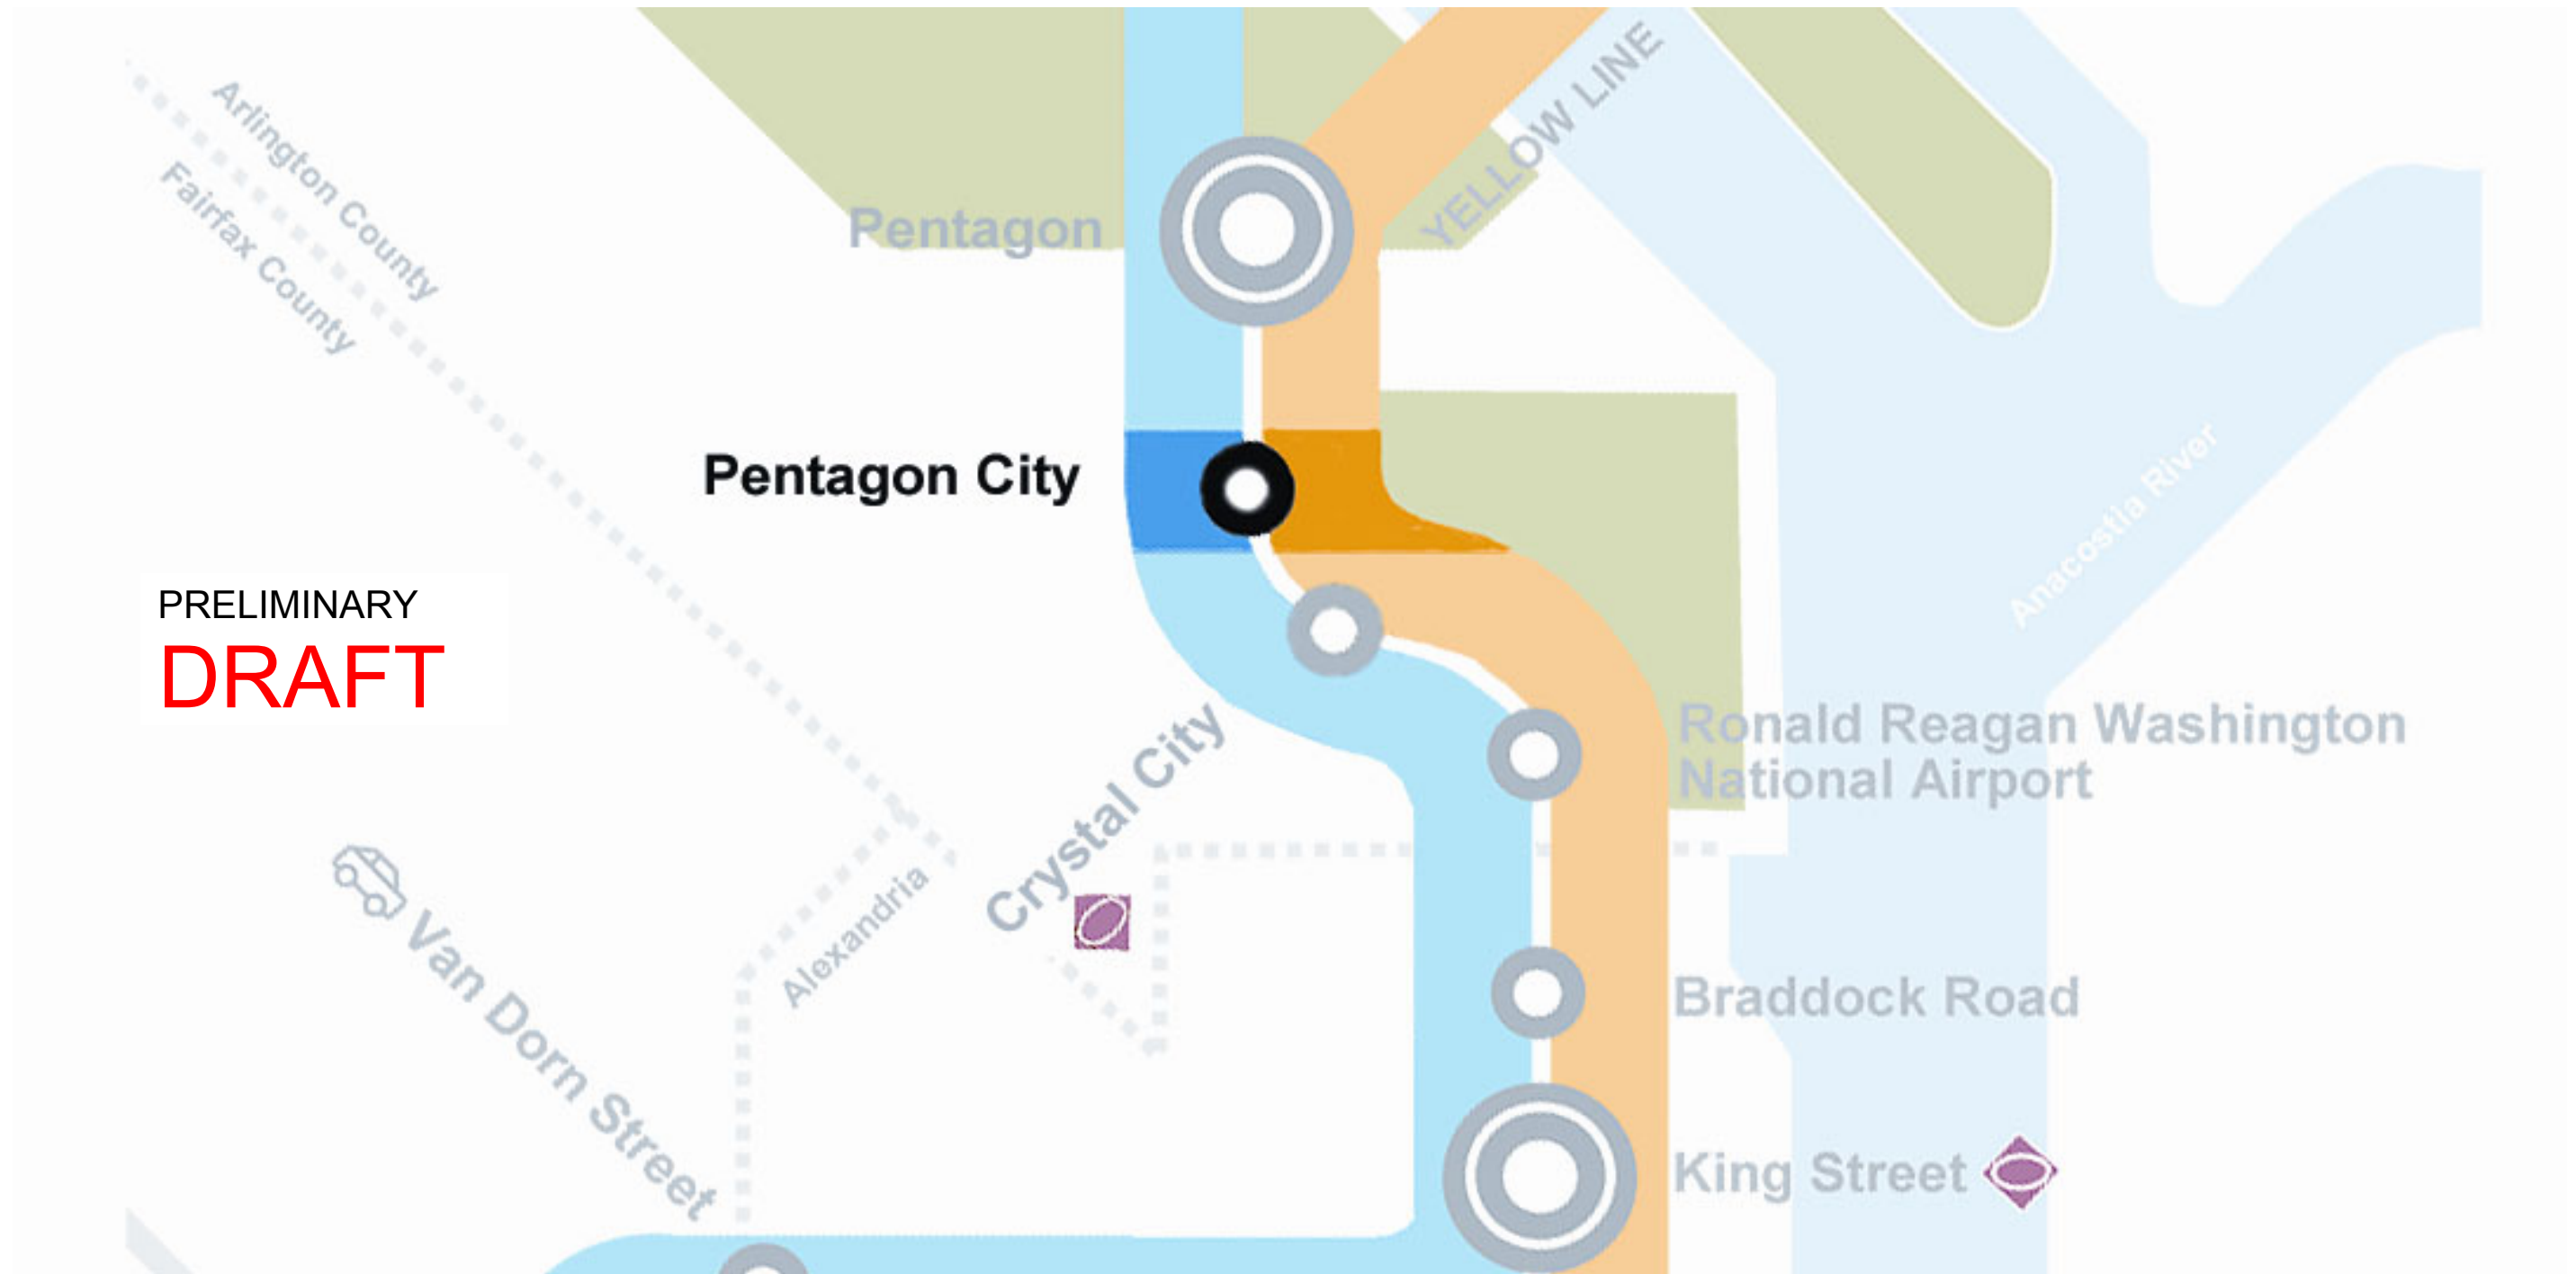 Arlington County
Fairfax County
YELLOW LINE
Pentagon
Pentagon City
Anacostia River
PRELIMINARY
DRAFT
Crystal City
Ronald Reagan Washington
National Airport
Alexandria
Van Dorn Street
Braddock Road
King Street